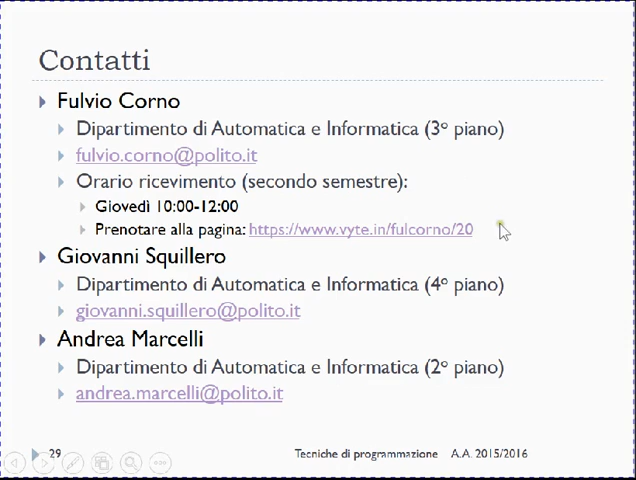 Contatti
Fulvio Corno
Dipartimento di Automatica e Informatica (3º piano)
fulvio.corno@polito.it
Orario ricevimento (secondo semestre):
Giovedì 10:00-12:00
Prenotare alla pagina: https://www.vyte.in/fulcorno/20
Giovanni Squillero
Dipartimento di Automatica e Informatica (4º piano)
giovanni.squillero@polito.it
Andrea Marcelli
Dipartimento di Automatica e Informatica (2º piano)
andrea.marcelli@polito.it
29 Tecniche di programmazione A.A. 2015/2016